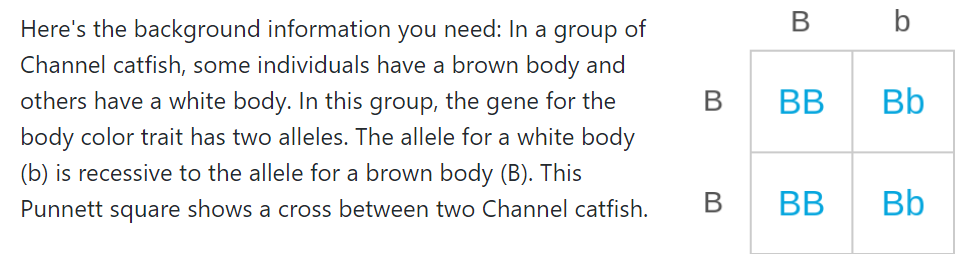 Here's the background information you need: In a group of
Channel catfish, some individuals have a brown body and
others have a white body. In this group, the gene for the
body color trait has two alleles. The allele for a white body
(b) is recessive to the allele for a brown body (B). This
Punnett square shows a cross between two Channel catfish.
B b
B BB Bb
B BB Bb